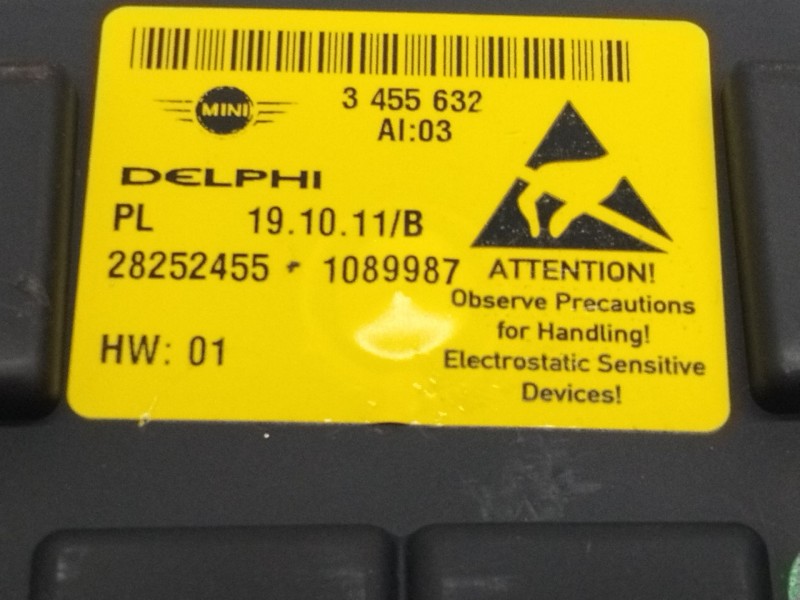 MINI
3 455 632
AI:03
DELPHI
PL 19.10.11/B
28252455 - 1089987
HW: 01
ATTENTION!
Observe Precautions
for Handling!
Electrostatic Sensitive
Devices!